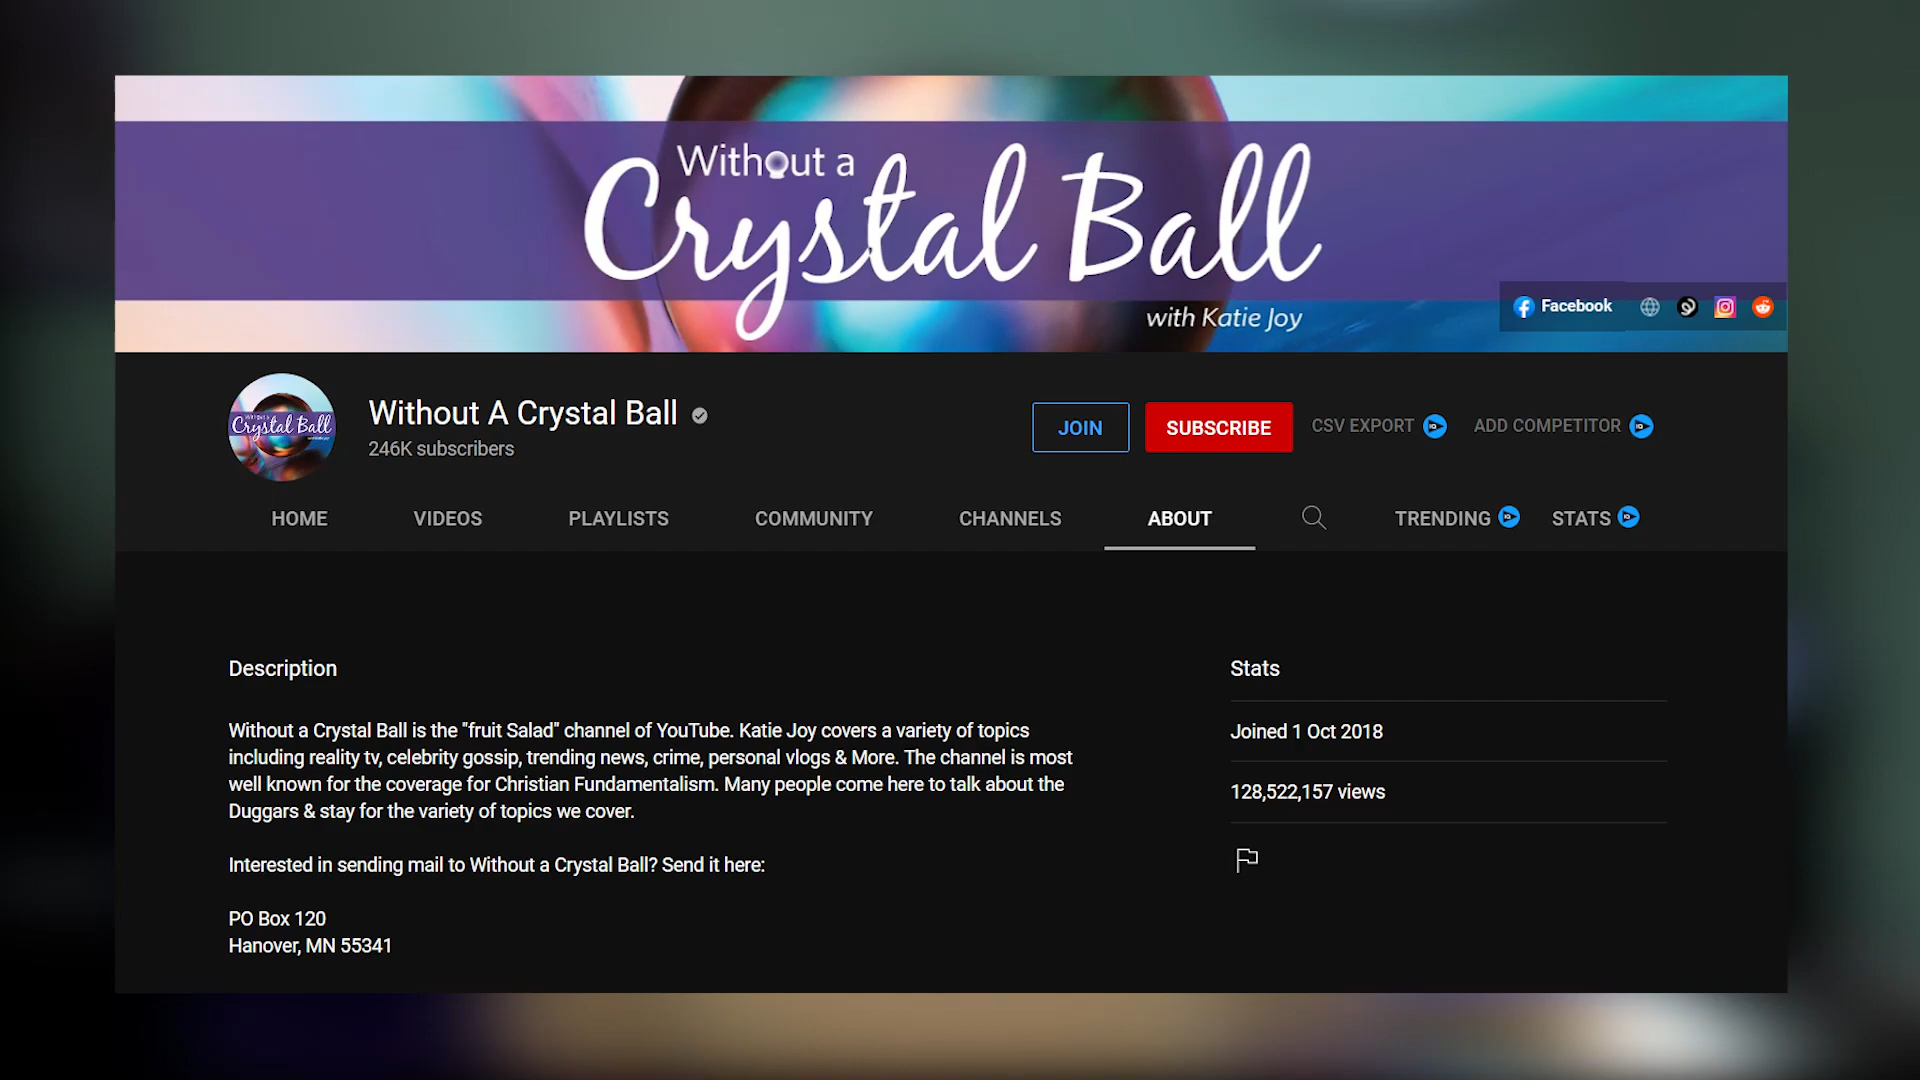 Without a
Crystal Ball
with Katie Joy
Facebook
Without a
Crystal Ball
Without A Crystal Ball
246K subscribers
JOIN
SUBSCRIBE
CSV EXPORT
ADD COMPETITOR
HOME
VIDEOS
PLAYLISTS
COMMUNITY
CHANNELS
ABOUT
TRENDING
STATS
Description
Without a Crystal Ball is the "fruit Salad" channel of YouTube. Katie Joy covers a variety of topics
including reality tv, celebrity gossip, trending news, crime, personal vlogs & More. The channel is most
well known for the coverage for Christian Fundamentalism. Many people come here to talk about the
Duggars & stay for the variety of topics we cover.
Interested in sending mail to Without a Crystal Ball? Send it here:
PO Box 120
Hanover, MN 55341
Stats
Joined 1 Oct 2018
128,522,157 views